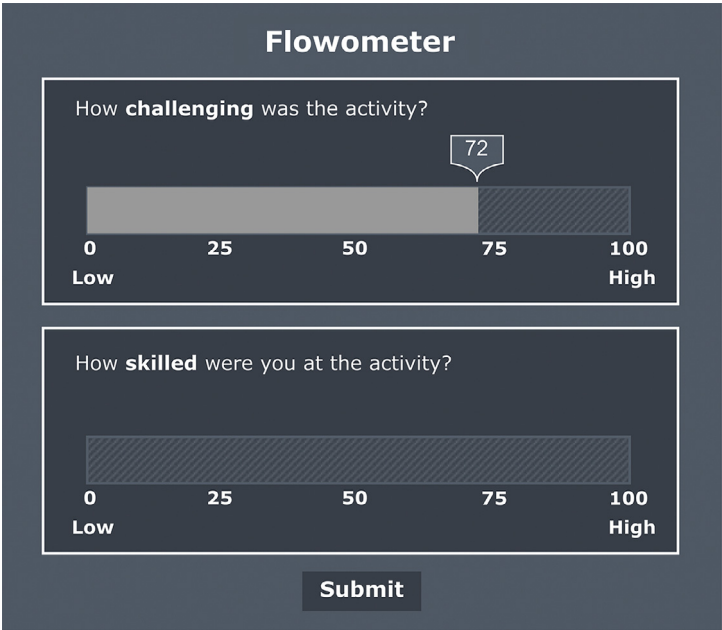 Flowometer
How challenging was the activity?
72
0 25 50 75 100
Low High
How skilled were you at the activity?
0 25 50 75 100
Low High
Submit